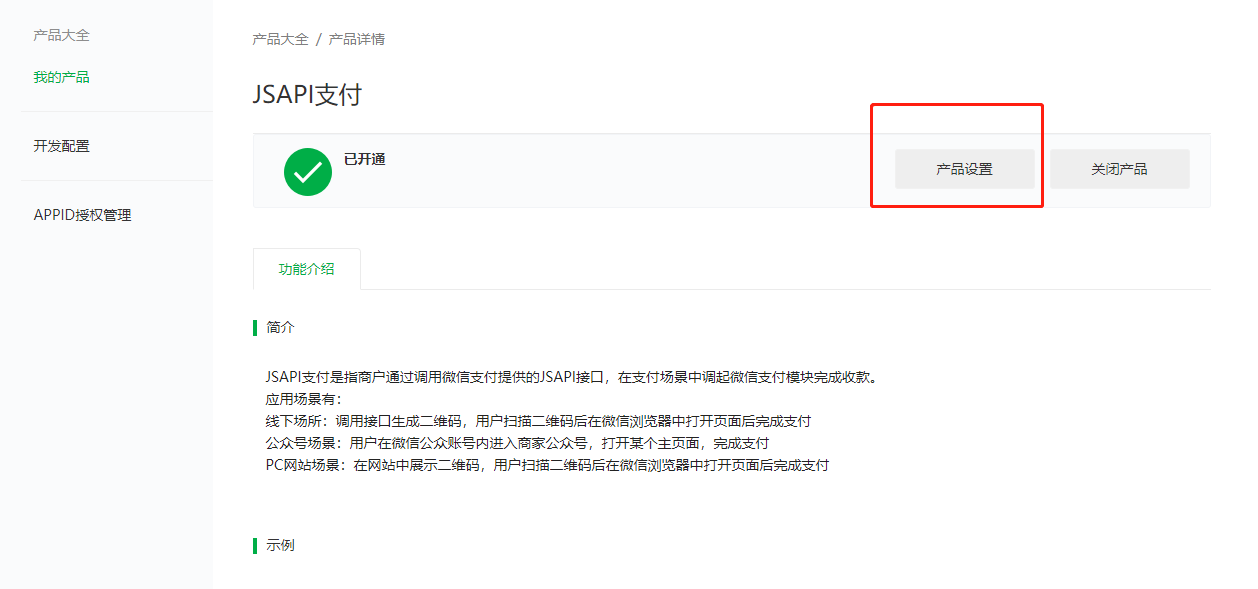 产品大全
我的产品
开发配置
APPID授权管理
产品大全 / 产品详情
JSAPI支付
已开通
产品设置
关闭产品
功能介绍
简介
JSAPI支付是指商户通过调用微信支付提供的JSAPI接口，在支付场景中调起微信支付模块完成收款。
应用场景有：
线下场所：调用接口生成二维码，用户扫描二维码后在微信浏览器中打开页面后完成支付
公众号场景：用户在微信公众账号内进入商家公众号，打开某个主页面，完成支付
PC网站场景：在网站中展示二维码，用户扫描二维码后在微信浏览器中打开页面后完成支付
示例